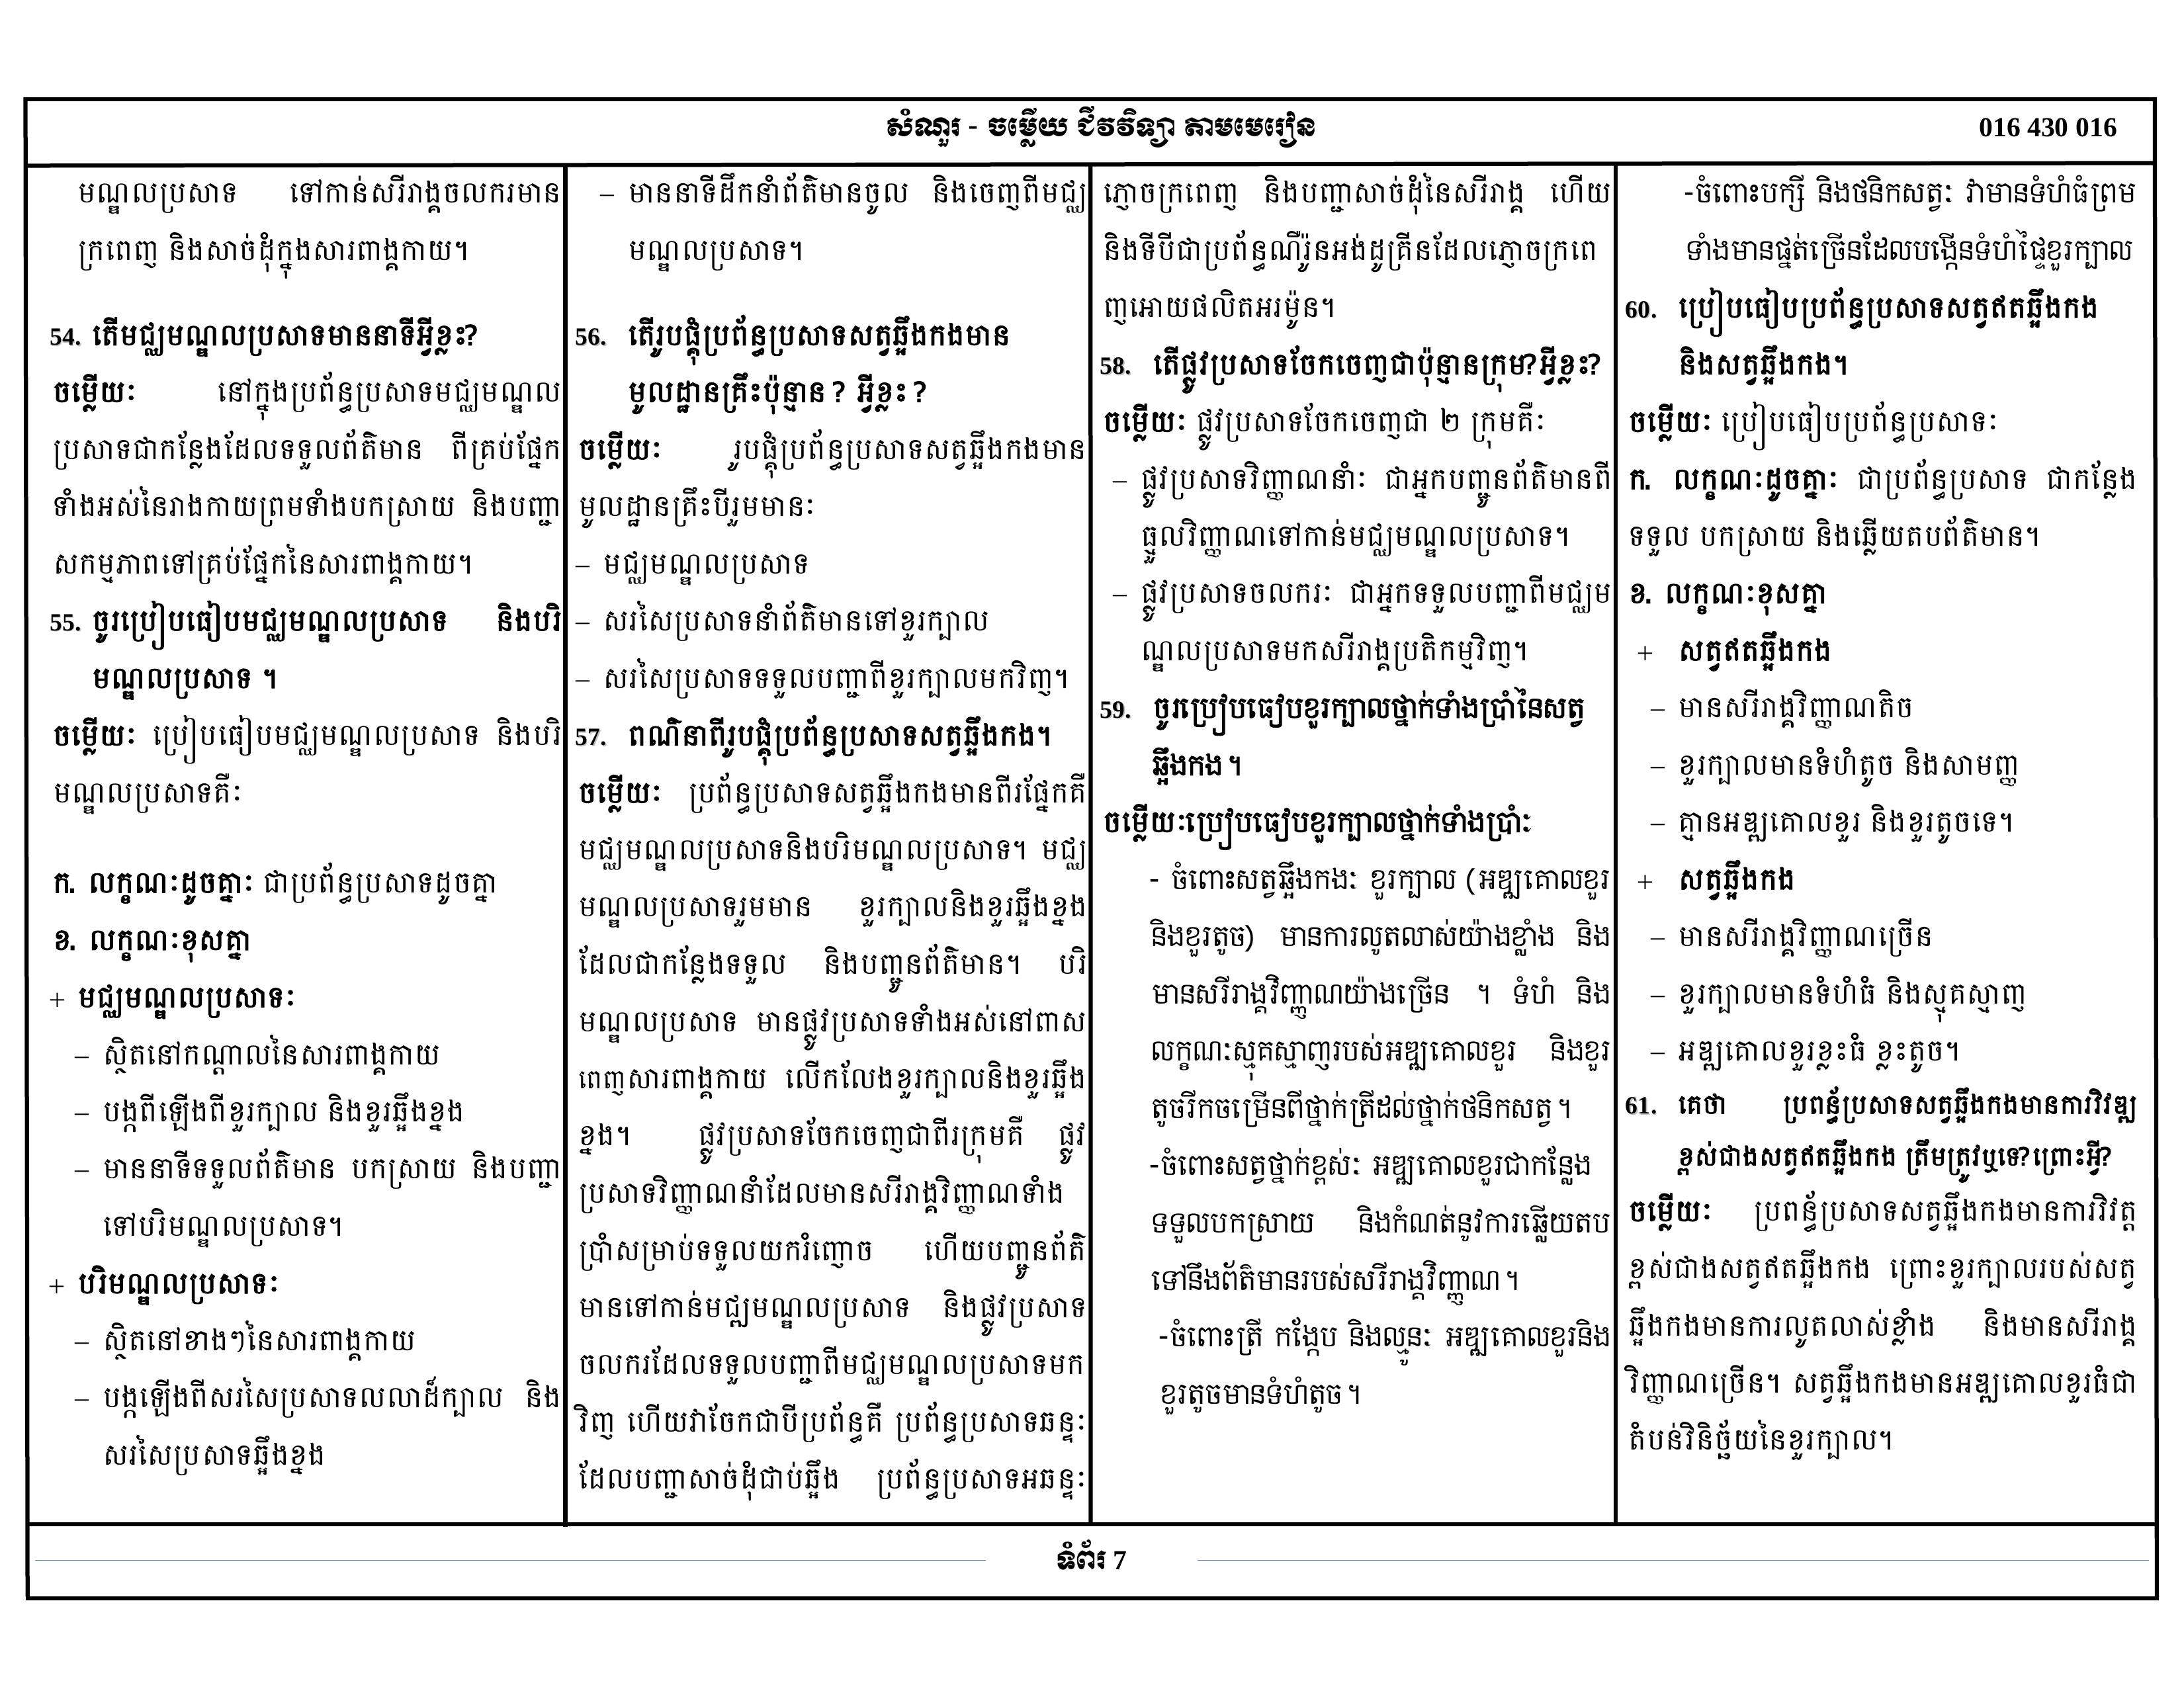 សំណួរ - ចម្លើយ ជីវវិទ្យា តាមមេរៀន
016 430 016
មណ្ឌលប្រសាទ ទៅកាន់សរីរាង្គចលករមាន
ក្រពេញ និងសាច់ដុំក្នុងសារពាង្គកាយ។
54. តើមជ្ឈមណ្ឌលប្រសាទមាននាទីអ្វីខ្លះ?
ចម្លើយៈ នៅក្នុងប្រព័ន្ធប្រសាទមជ្ឈមណ្ឌល
ប្រសាទជាកន្លែងដែលទទួលព័ត៌មាន ពីគ្រប់ផ្នែក
ទាំងអស់នៃរាងកាយព្រមទាំងបកស្រាយ និងបញ្ជា
សកម្មភាពទៅគ្រប់ផ្នែកនៃសារពាង្គកាយ។
55. ចូរប្រៀបធៀបមជ្ឈមណ្ឌលប្រសាទ និងបរិ
មណ្ឌលប្រសាទ ។
ចម្លើយៈ ប្រៀបធៀបមជ្ឈមណ្ឌលប្រសាទ និងបរិ
មណ្ឌលប្រសាទគឺៈ
ក. លក្ខណៈដូចគ្នាៈ ជាប្រព័ន្ធប្រសាទដូចគ្នា
ខ. លក្ខណៈខុសគ្នា
+ មជ្ឈមណ្ឌលប្រសាទៈ
– ស្ថិតនៅកណ្តាលនៃសារពាង្គកាយ
– បង្កពីឡើងពីខួរក្បាល និងខួរឆ្អឹងខ្នង
– មាននាទីទទួលព័ត៌មាន បកស្រាយ និងបញ្ជា
ទៅបរិមណ្ឌលប្រសាទ។
+ បរិមណ្ឌលប្រសាទៈ
– ស្ថិតនៅខាងៗនៃសារពាង្គកាយ
– បង្កឡើងពីសរសៃប្រសាទលលាដ៏ក្បាល និង
សរសៃប្រសាទឆ្អឹងខ្នង
– មាននាទីដឹកនាំព័ត៌មានចូល និងចេញពីមជ្ឈ
មណ្ឌលប្រសាទ។
56. តើរូបផ្គុំប្រព័ន្ធប្រសាទសត្វឆ្អឹងកងមាន
មូលដ្ឋានគ្រឹះប៉ុន្មាន ? អ្វីខ្លះ ?
ចម្លើយៈ រូបផ្គុំប្រព័ន្ធប្រសាទសត្វឆ្អឹងកងមាន
មូលដ្ឋានគ្រឹះបីរួមមានៈ
– មជ្ឈមណ្ឌលប្រសាទ
– សរសៃប្រសាទនាំព័ត៌មានទៅខួរក្បាល
– សរសៃប្រសាទទទួលបញ្ជាពីខួរក្បាលមកវិញ។
57. ពណ៌នាពីរូបផ្គុំប្រព័ន្ធប្រសាទសត្វឆ្អឹងកង។
ចម្លើយៈ ប្រព័ន្ធប្រសាទសត្វឆ្អឹងកងមានពីរផ្នែកគឺ
មជ្ឈមណ្ឌលប្រសាទនិងបរិមណ្ឌលប្រសាទ។ មជ្ឈ
មណ្ឌលប្រសាទរួមមាន ខួរក្បាលនិងខួរឆ្អឹងខ្នង
ដែលជាកន្លែងទទួល និងបញ្ជូនព័ត៌មាន។ បរិ
មណ្ឌលប្រសាទ មានផ្លូវប្រសាទទាំងអស់នៅពាស
ពេញសារពាង្គកាយ លើកលែងខួរក្បាលនិងខួរឆ្អឹង
ខ្នង។ ផ្លូវប្រសាទចែកចេញជាពីរក្រុមគឺ ផ្លូវ
ប្រសាទវិញ្ញាណនាំដែលមានសរីរាង្គវិញ្ញាណទាំង
ប្រាំសម្រាប់ទទួលយករំញោច ហើយបញ្ជូនព័ត៌
មានទៅកាន់មជ្ឍមណ្ឌលប្រសាទ និងផ្លូវប្រសាទ
ចលករដែលទទួលបញ្ជាពីមជ្ឈមណ្ឌលប្រសាទមក
វិញ ហើយវាចែកជាបីប្រព័ន្ធគឺ ប្រព័ន្ធប្រសាទឆន្ទៈ
ដែលបញ្ជាសាច់ដុំជាប់ឆ្អឹង ប្រព័ន្ធប្រសាទអឆន្ទៈ
ភ្ញោចក្រពេញ និងបញ្ជាសាច់ដុំនៃសរីរាង្គ ហើយ
និងទីបីជាប្រព័ន្ធណឺរ៉ូនអង់ដូគ្រីនដែលភ្ញោចក្រពេ
ញអោយផលិតអរម៉ូន។
58. តើផ្លូវប្រសាទចែកចេញជាប៉ុន្មានក្រុម?អ្វីខ្លះ?
ចម្លើយៈ ផ្លូវប្រសាទចែកចេញជា ២ ក្រុមគឺៈ
– ផ្លូវប្រសាទវិញ្ញាណនាំៈ ជាអ្នកបញ្ជូនព័ត៌មានពី
ធ្មួលវិញ្ញាណទៅកាន់មជ្ឈមណ្ឌលប្រសាទ។
– ផ្លូវប្រសាទចលករៈ ជាអ្នកទទួលបញ្ជាពីមជ្ឈម
ណ្ឌលប្រសាទមកសរីរាង្គប្រតិកម្មវិញ។
59. ចូរប្រៀបធៀបខួរក្បាលថ្នាក់ទាំងប្រាំនៃសត្វ
ឆ្អឹងកង ។
ចម្លើយៈប្រៀបធៀបខួរក្បាលថ្នាក់ទាំងប្រាំៈ
- ចំពោះសត្វឆ្អឹងកងៈ ខួរក្បាល (អឌ្ឍគោលខួរ
និងខួរតូច) មានការលូតលាស់យ៉ាងខ្លាំង និង
មានសរីរាង្គវិញ្ញាណយ៉ាងច្រើន ។ ទំហំ និង
លក្ខណៈស្មុគស្មាញរបស់អឌ្ឍគោលខួរ និងខួរ
តូចរីកចម្រើនពីថ្នាក់ត្រីដល់ថ្នាក់ថនិកសត្វ ។
-ចំពោះសត្វថ្នាក់ខ្ពស់ៈ អឌ្ឍគោលខួរជាកន្លែង
ទទួលបកស្រាយ និងកំណត់នូវការឆ្លើយតប
ទៅនឹងព័ត៌មានរបស់សរីរាង្គវិញ្ញាណ ។
-ចំពោះត្រី កង្កែប និងល្មូនៈ អឌ្ឍគោលខួរនិង
ខួរតូចមានទំហំតូច ។
-ចំពោះបក្សី និងថនិកសត្វៈ វាមានទំហំធំព្រម
ទាំងមានផ្នត់ច្រើនដែលបង្កើនទំហំផ្ទៃខួរក្បាល
60. ប្រៀបធៀបប្រព័ន្ធប្រសាទសត្វឥតឆ្អឹងកង
និងសត្វឆ្អឹងកង។
ចម្លើយៈ ប្រៀបធៀបប្រព័ន្ធប្រសាទៈ
ក. លក្ខណៈដូចគ្នាៈ ជាប្រព័ន្ធប្រសាទ ជាកន្លែង
ទទួល បកស្រាយ និងឆ្លើយតបព័ត៌មាន។
ខ. លក្ខណៈខុសគ្នា
+ សត្វឥតឆ្អឹងកង
– មានសរីរាង្គវិញ្ញាណតិច
– ខួរក្បាលមានទំហំតូច និងសាមញ្ញ
– គ្មានអឌ្ឍគោលខួរ និងខួរតូចទេ។
+ សត្វឆ្អឹងកង
– មានសរីរាង្គវិញ្ញាណច្រើន
– ខួរក្បាលមានទំហំធំ និងស្មុគស្មាញ
– អឌ្ឍគោលខួរខ្លះធំ ខ្លះតូច។
61. គេថា ប្រពន្ធ័ប្រសាទសត្វឆ្អឹងកងមានការវិវឌ្ឍ
ខ្ពស់ជាងសត្វឥតឆ្អឹងកង ត្រឹមត្រូវឬទេ?ព្រោះអ្វី?
ចម្លើយៈ ប្រពន្ធ័ប្រសាទសត្វឆ្អឹងកងមានការវិវត្ត
ខ្ពស់ជាងសត្វឥតឆ្អឹងកង ព្រោះខួរក្បាលរបស់សត្វ
ឆ្អឹងកងមានការលូតលាស់ខ្លាំង និងមានសរីរាង្គ
វិញ្ញាណច្រើន។ សត្វឆ្អឹងកងមានអឌ្ឍគោលខួរធំជា
តំបន់វិនិច្ឆ័យនៃខួរក្បាល។
ទំព័រ 7